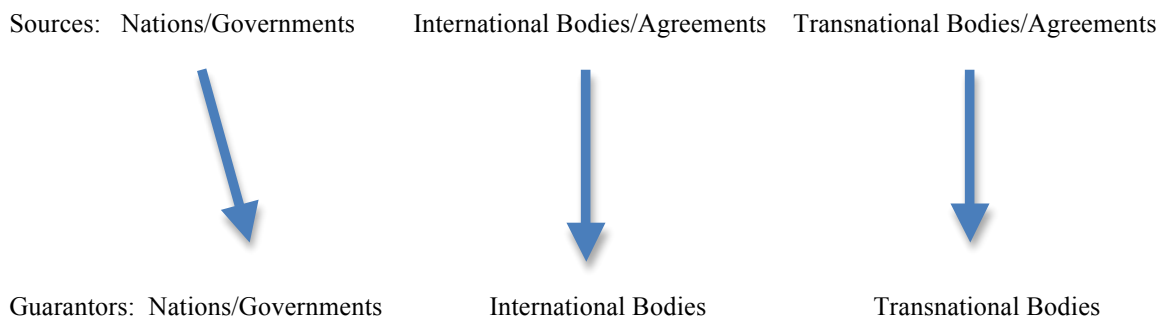 Sources: Nations/Governments International Bodies/Agreements Transnational Bodies/Agreements
Guarantors: Nations/Governments International Bodies Transnational Bodies